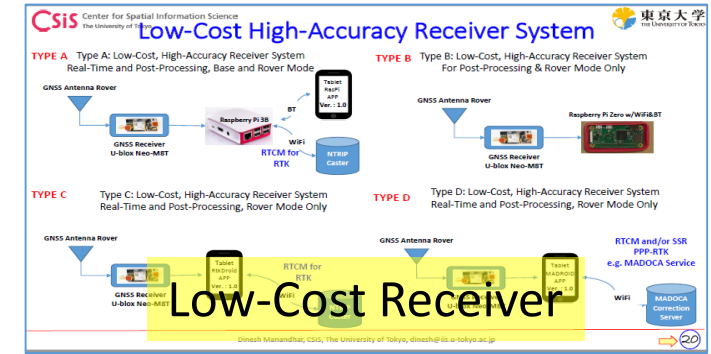 CSiS Center for Spatial Information Science
The University of Tokyo
東京大学
THE UNIVERSITY OF TOKYO
Low-Cost High-Accuracy Receiver System
TYPE A Type A: Low-Cost, High-Accuracy Receiver System
Real-Time and Post-Processing, Base and Rover Mode
GNSS Antenna Rover
GNSS Receiver
U-blox Neo-M8T
Raspberry Pi 3B
BT
Tablet
RasPi
APP
Ver. : 1.0
WiFi
RTCM for
RTK
NTRIP
Caster
TYPE B Type B: Low-Cost, High-Accuracy Receiver System
For Post-Processing & Rover Mode Only
GNSS Antenna Rover
GNSS Receiver
U-blox Neo-M8T
Raspberry Pi Zero w/WiFi&BT
TYPE C Type C: Low-Cost, High-Accuracy Receiver System
Real-Time and Post-Processing, Rover Mode Only
GNSS Antenna Rover
GNSS Receiver
U-blox Neo-M8T
Tablet
RtkDroid
APP
Ver. : 1.0
RTCM for
RTK
WiFi
TYPE D Type D: Low-Cost, High-Accuracy Receiver System
Real-Time and Post-Processing, Rover Mode Only
GNSS Antenna Rover
GNSS Receiver
U-blox Neo-M8T
Tablet
MADROID
APP
Ver. : 1.0
RTCM and/or SSR
PPP-RTK
e.g. MADOCA Service
WiFi
MADOCA
Correction
Server
Low-Cost Receiver
Dinesh Manandhar, CSIS, The University of Tokyo, dinesh@iis.u-tokyo.ac.jp
20